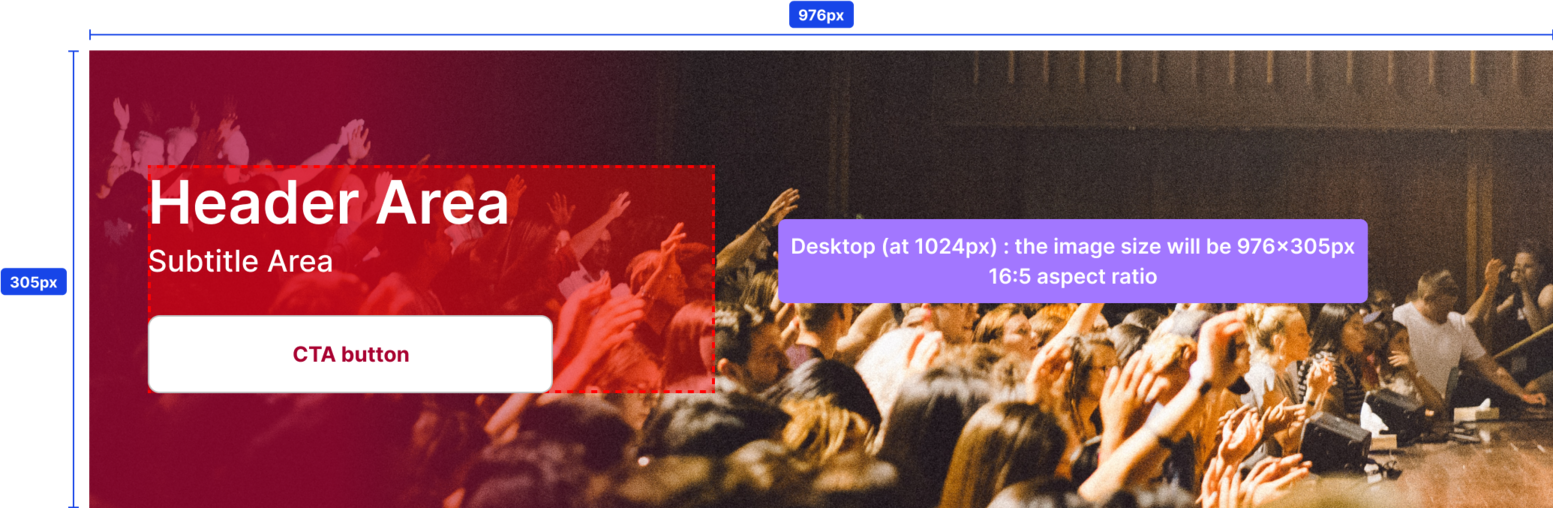 976px
Header Area
Subtitle Area
305px
CTA button
Desktop (at 1024px) : the image size will be 976×305px
16:5 aspect ratio